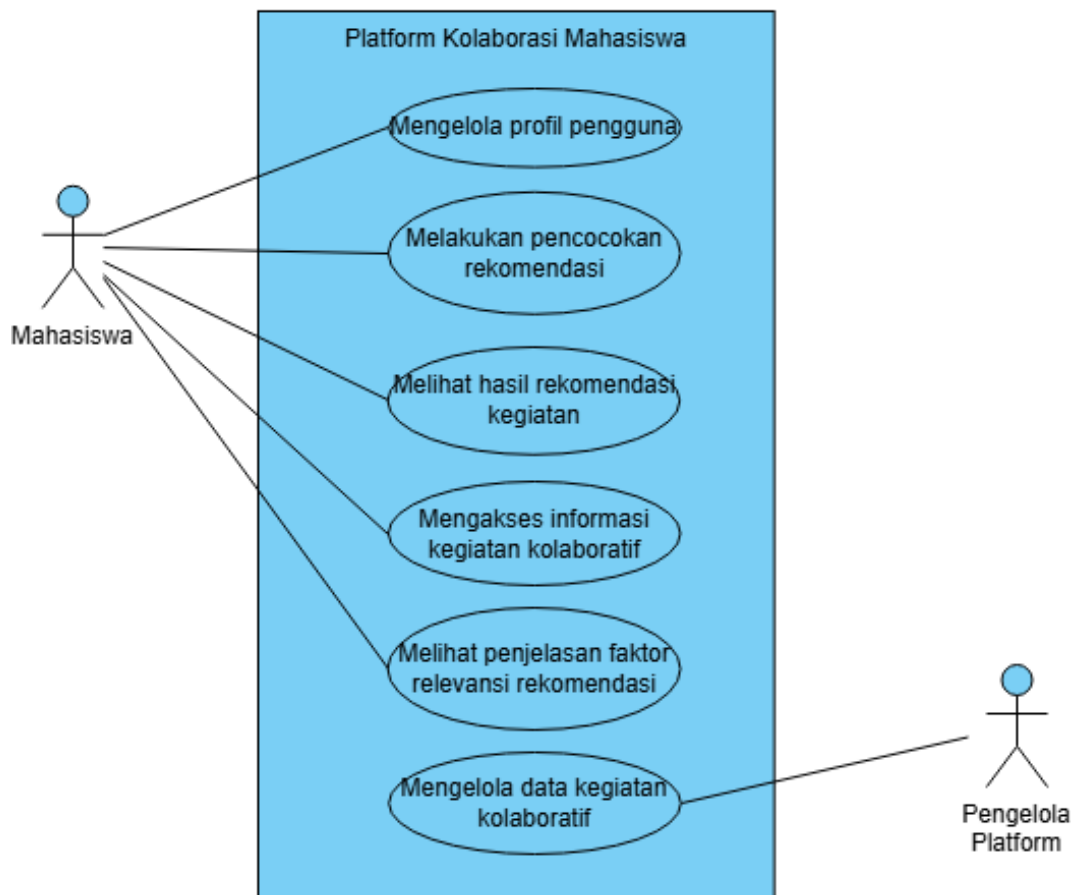 Platform Kolaborasi Mahasiswa
Mengelola profil pengguna
Melakukan pencocokan
rekomendasi
Mahasiswa
Melihat hasil rekomendasi
kegiatan
Mengakses informasi
kegiatan kolaboratif
Melihat penjelasan faktor
relevansi rekomendasi
Mengelola data kegiatan
kolaboratif
Pengelola
Platform